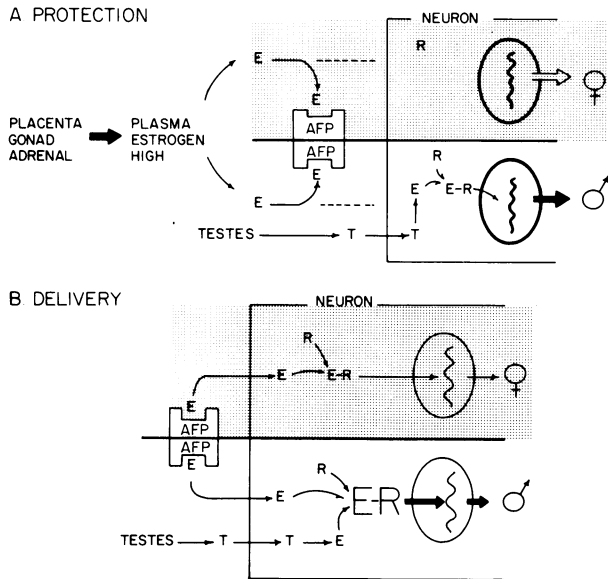 A PROTECTION
NEURON
E
R
E
AFP
PLACENTA
GONAD
ADRENAL
PLASMA
ESTROGEN
HIGH
AFP
E
E
R
E
E-R
TESTES
T
T
B. DELIVERY
NEURON
R
E
E-R
E
AFP
AFP
E
R
E
E-R
TESTES
T
T
E